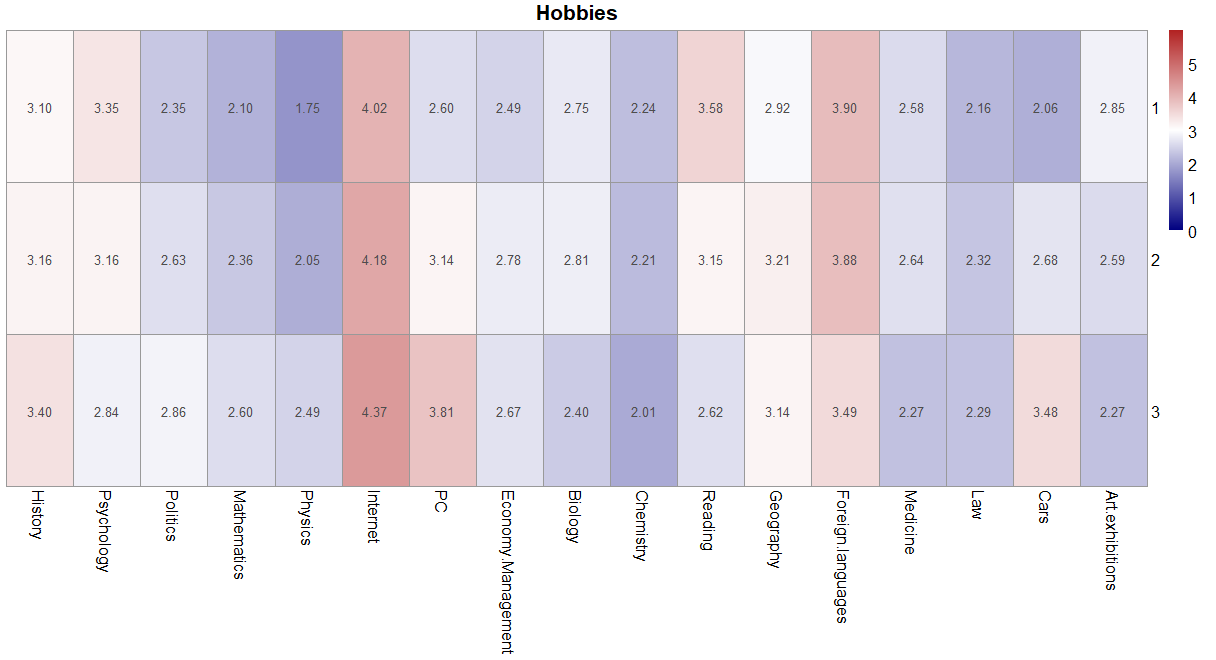 Hobbies
3.10 3.35 2.35 2.10 1.75 4.02 2.60 2.49 2.75 2.24 3.58 2.92 3.90 2.58 2.16 2.06 2.85 1
3.16 3.16 2.63 2.36 2.05 4.18 3.14 2.78 2.81 2.21 3.15 3.21 3.88 2.64 2.32 2.68 2.59 2
3.40 2.84 2.86 2.60 2.49 4.37 3.81 2.67 2.40 2.01 2.62 3.14 3.49 2.27 2.29 3.48 2.27 3
History
Psychology
Politics
Mathematics
Physics
Internet
PC
Economy.Management
Biology
Chemistry
Reading
Geography
Foreign.languages
Medicine
Law
Cars
Art.exhibitions
5
4
3
2
1
0